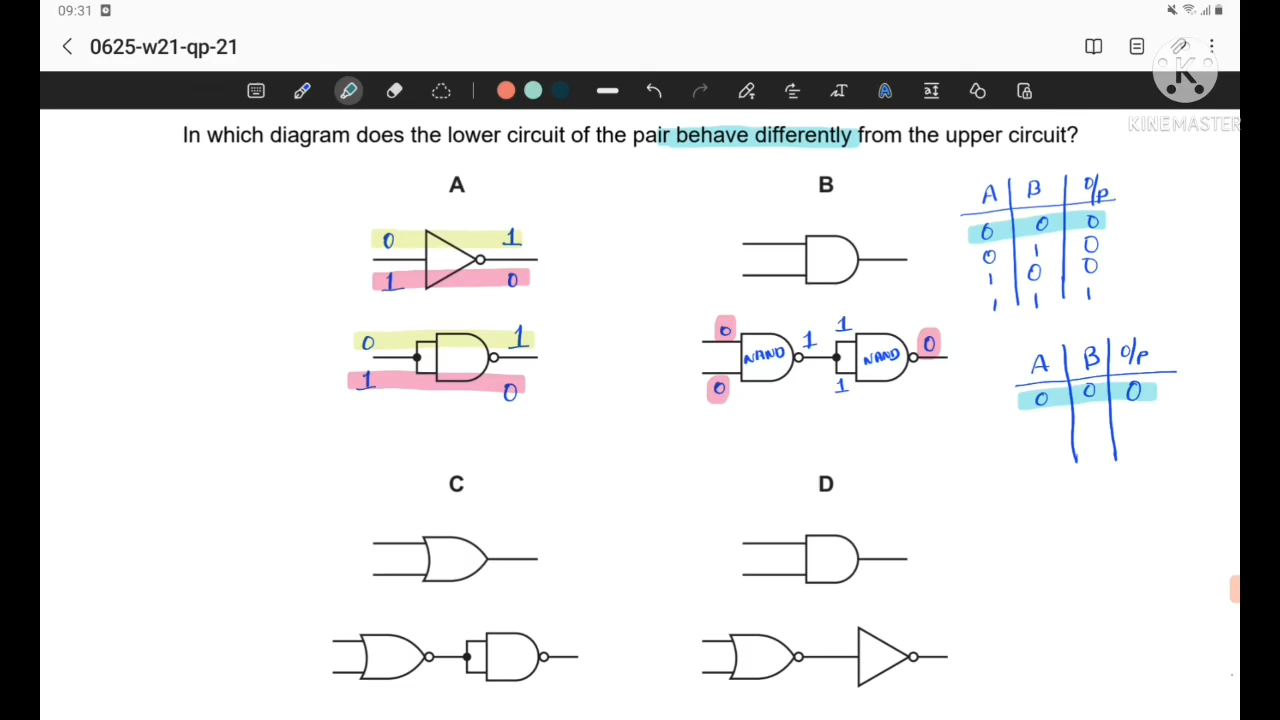 09:31
0625-w21-qp-21
K
KINEMASTER
In which diagram does the lower circuit of the pair behave differently from the upper circuit?
A
B
A B O/p
0 0 0
0 1 0
1 0 0
1 1 1
0 1
1 0
0 1
1 0
0 NAND 1 1 NAND 0
0 1
A B O/p
0 0 0
C
D